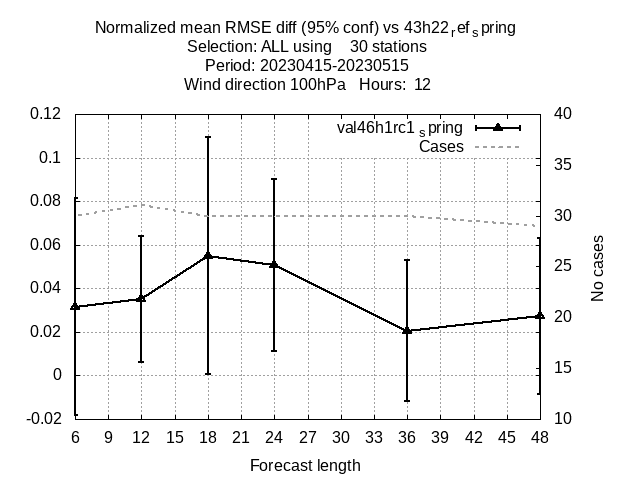 Normalized mean RMSE diff (95% conf) vs 43h22refspring
Selection: ALL using 30 stations
Period: 20230415-20230515
Wind direction 100hPa Hours: 12
0.12 40
val46h1rc1spring
Cases
0.1 35
0.08 30
0.06
0.04 25
0.02 20
0 15
-0.02 10
No cases
6 9 12 15 18 21 24 27 30 33 36 39 42 45 48
Forecast length